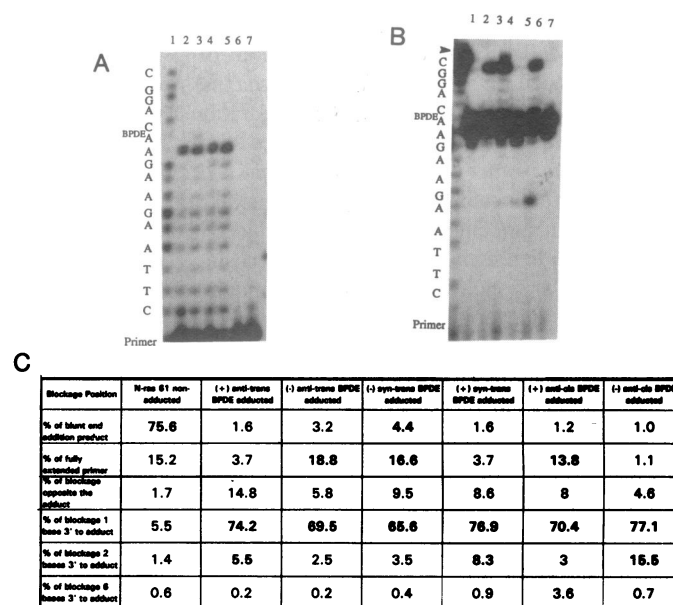 A
1 2 3 4 5 6 7
C
G
G
A
C
BPDE
A
A
G
A
A
G
A
A
T
T
C
Primer
B
1 2 3 4 5 6 7
C
G
G
A
C
BPDE
A
A
G
A
A
G
A
A
T
T
C
Primer
C
Blockage Position | N-ras 61 non-adducted | (+) anti-trans BPDE adducted | (-) anti-trans BPDE adducted | (-) syn-trans BPDE adducted | (+) syn-trans BPDE adducted | (+) anti-cis BPDE adducted | (-) anti-cis BPDE adducted
% of blunt end addition product | 75.6 | 1.6 | 3.2 | 4.4 | 1.6 | 1.2 | 1.0
% of fully extended primer | 15.2 | 3.7 | 18.8 | 16.6 | 3.7 | 13.8 | 1.1
% of blockage opposite the adduct | 1.7 | 14.8 | 5.8 | 9.5 | 8.6 | 8 | 4.6
% of blockage 1 base 3' to adduct | 5.5 | 74.2 | 69.5 | 65.6 | 76.9 | 70.4 | 77.1
% of blockage 2 bases 3' to adduct | 1.4 | 5.5 | 2.5 | 3.5 | 8.3 | 3 | 15.5
% of blockage 6 bases 3' to adduct | 0.6 | 0.2 | 0.2 | 0.4 | 0.9 | 3.6 | 0.7